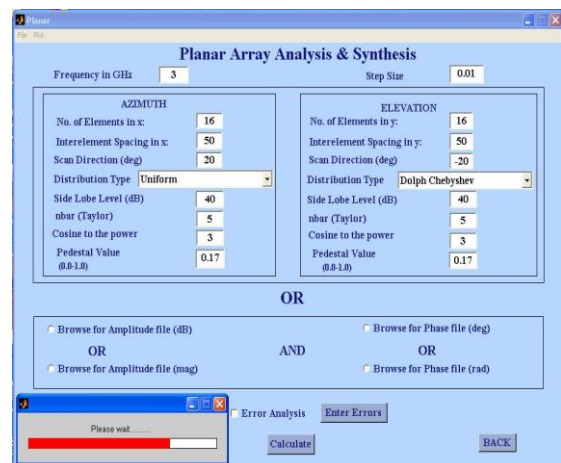 Planar
File Plot
Planar Array Analysis & Synthesis
Frequency in GHz 3 Step Size 0.01
AZIMUTH
No. of Elements in x: 16
Interelement Spacing in x: 50
Scan Direction (deg) 20
Distribution Type Uniform
Side Lobe Level (dB) 40
nbar (Taylor) 5
Cosine to the power 3
Pedestal Value 0.17
(0.0-1.0)
ELEVATION
No. of Elements in y: 16
Interelement Spacing in y: 50
Scan Direction (deg) -20
Distribution Type Dolph Chebyshev
Side Lobe Level (dB) 40
nbar (Taylor) 5
Cosine to the power 3
Pedestal Value 0.17
(0.0-1.0)
OR
Browse for Amplitude file (dB) Browse for Phase file (deg)
OR AND OR
Browse for Amplitude file (mag) Browse for Phase file (rad)
Please wait.........
Error Analysis Enter Errors
Calculate BACK